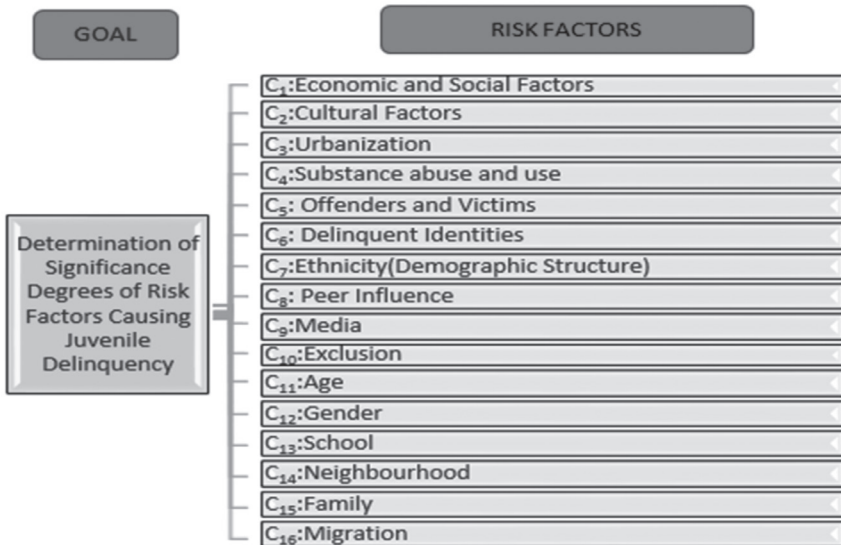 GOAL
RISK FACTORS
Determination of
Significance
Degrees of Risk
Factors Causing
Juvenile
Delinquency
C₁:Economic and Social Factors
C₂:Cultural Factors
C₃:Urbanization
C₄:Substance abuse and use
C₅: Offenders and Victims
C₆: Delinquent Identities
C₇:Ethnicity(Demographic Structure)
C₈: Peer Influence
C₉:Media
C₁₀:Exclusion
C₁₁:Age
C₁₂:Gender
C₁₃:School
C₁₄:Neighbourhood
C₁₅:Family
C₁₆:Migration